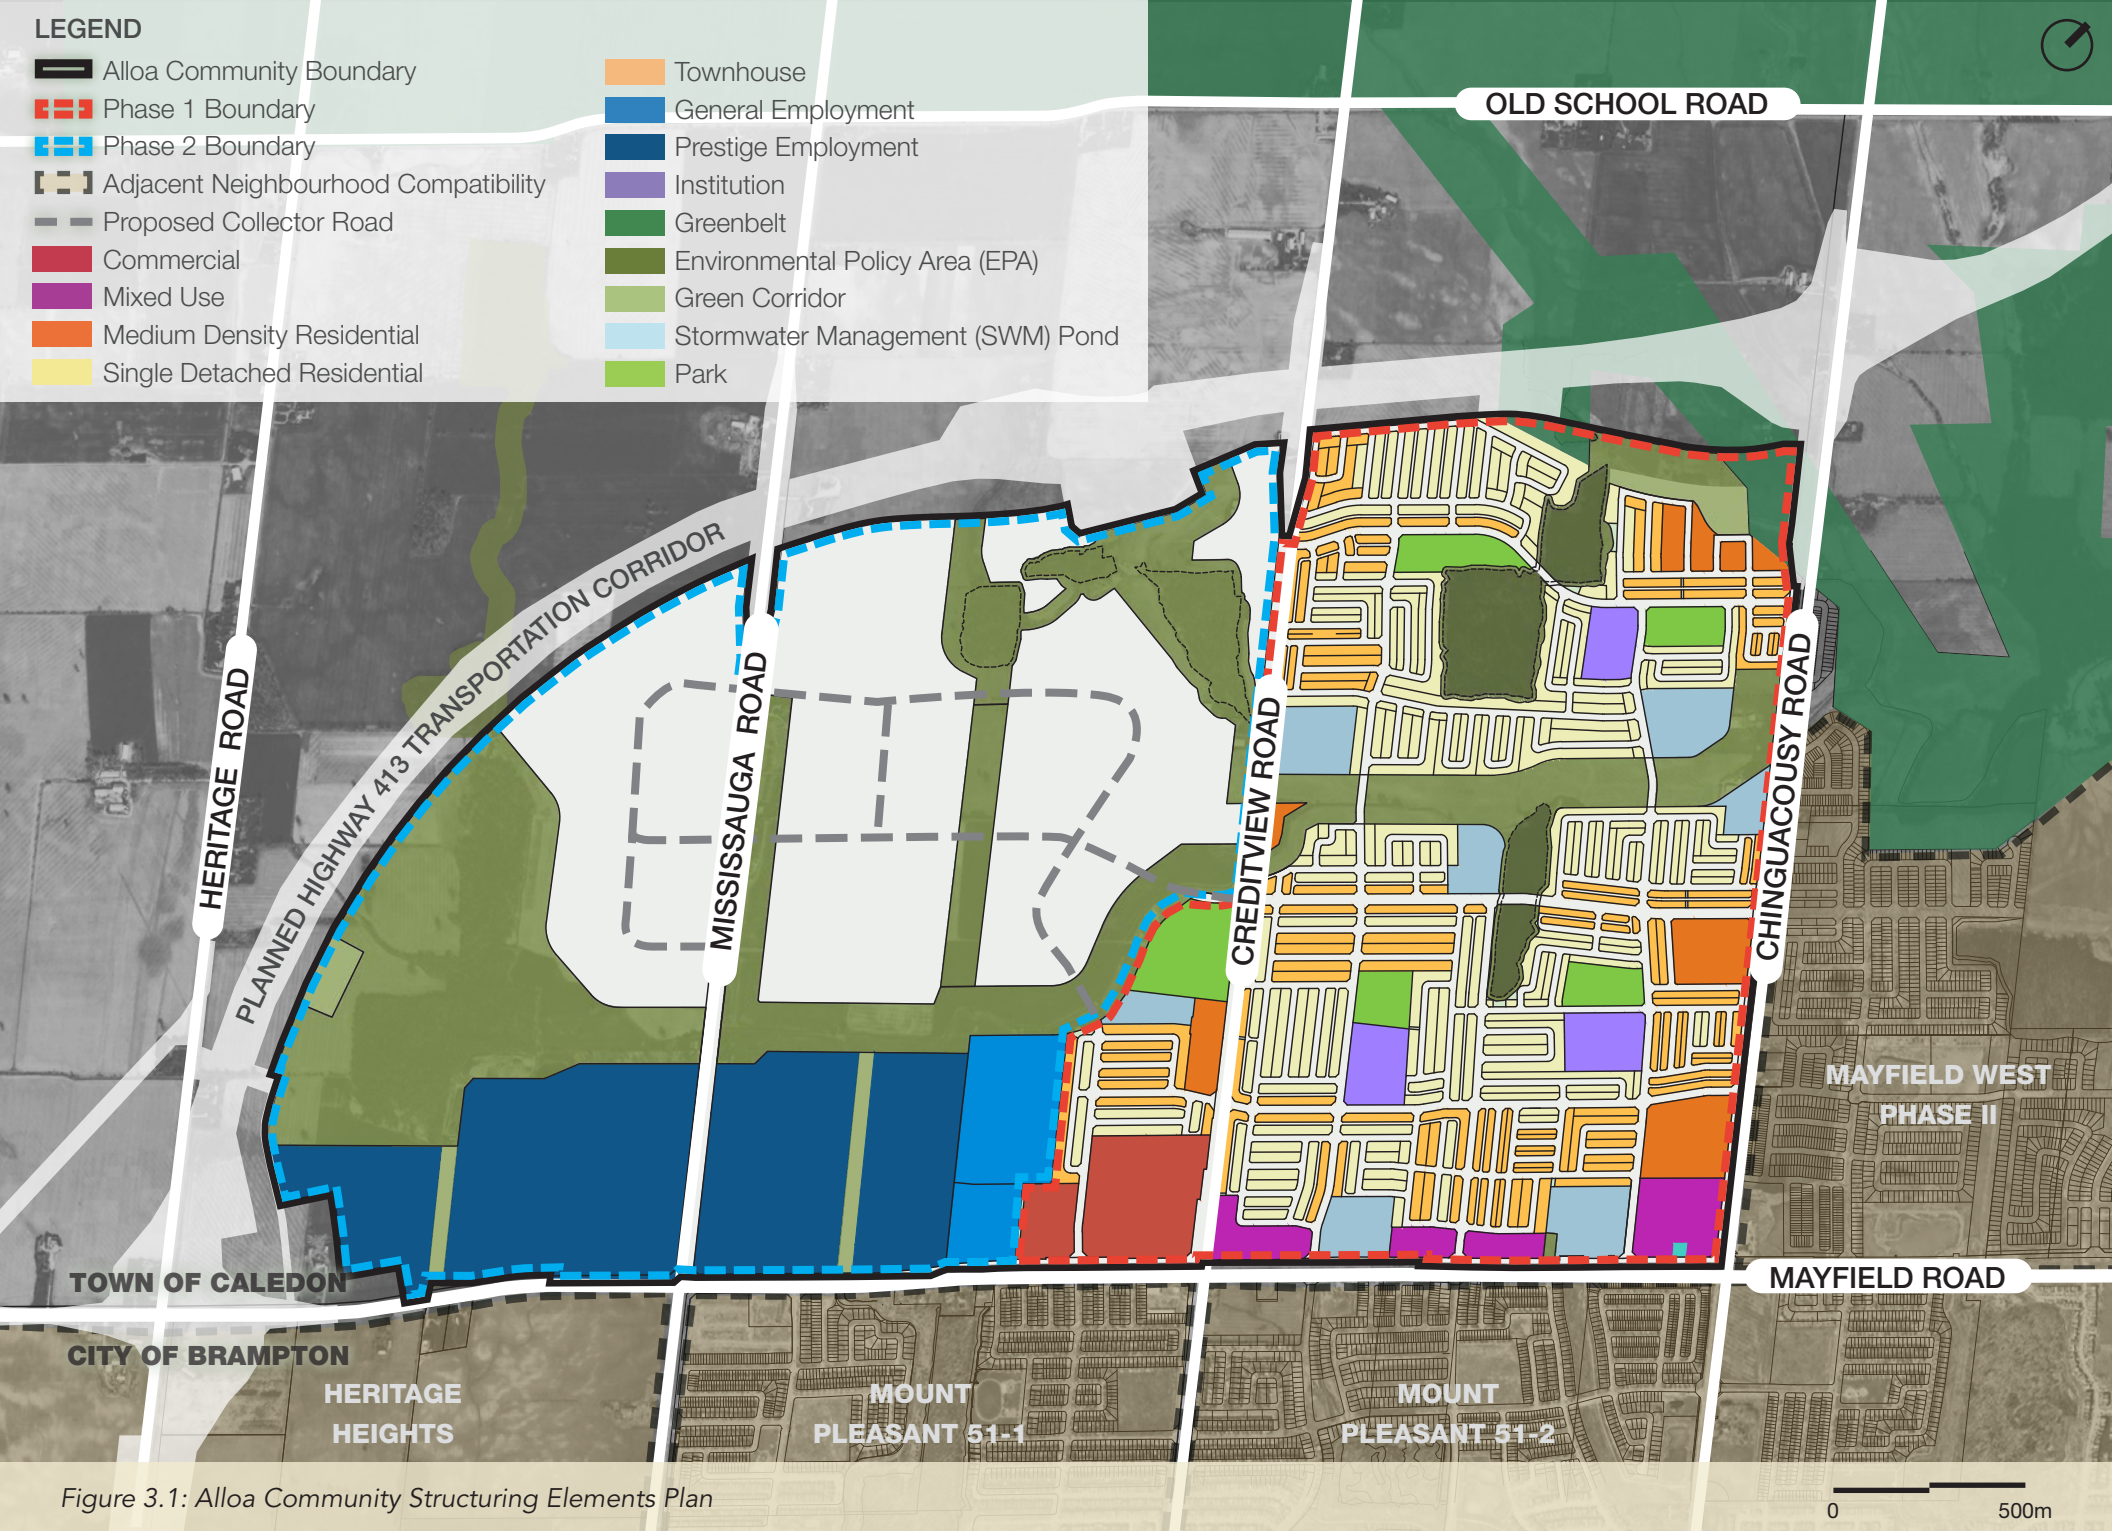 LEGEND
Alloa Community Boundary
Phase 1 Boundary
Phase 2 Boundary
Adjacent Neighbourhood Compatibility
Proposed Collector Road
Commercial
Mixed Use
Medium Density Residential
Single Detached Residential
Townhouse
General Employment
Prestige Employment
Institution
Greenbelt
Environmental Policy Area (EPA)
Green Corridor
Stormwater Management (SWM) Pond
Park
OLD SCHOOL ROAD
PLANNED HIGHWAY 413 TRANSPORTATION CORRIDOR
HERITAGE ROAD
MISSISSAUGA ROAD
CREDITVIEW ROAD
CHINGUACOUSY ROAD
MAYFIELD WEST
PHASE II
TOWN OF CALEDON
MAYFIELD ROAD
CITY OF BRAMPTON
HERITAGE
HEIGHTS
MOUNT
PLEASANT 51-1
MOUNT
PLEASANT 51-2
Figure 3.1: Alloa Community Structuring Elements Plan
0 500m